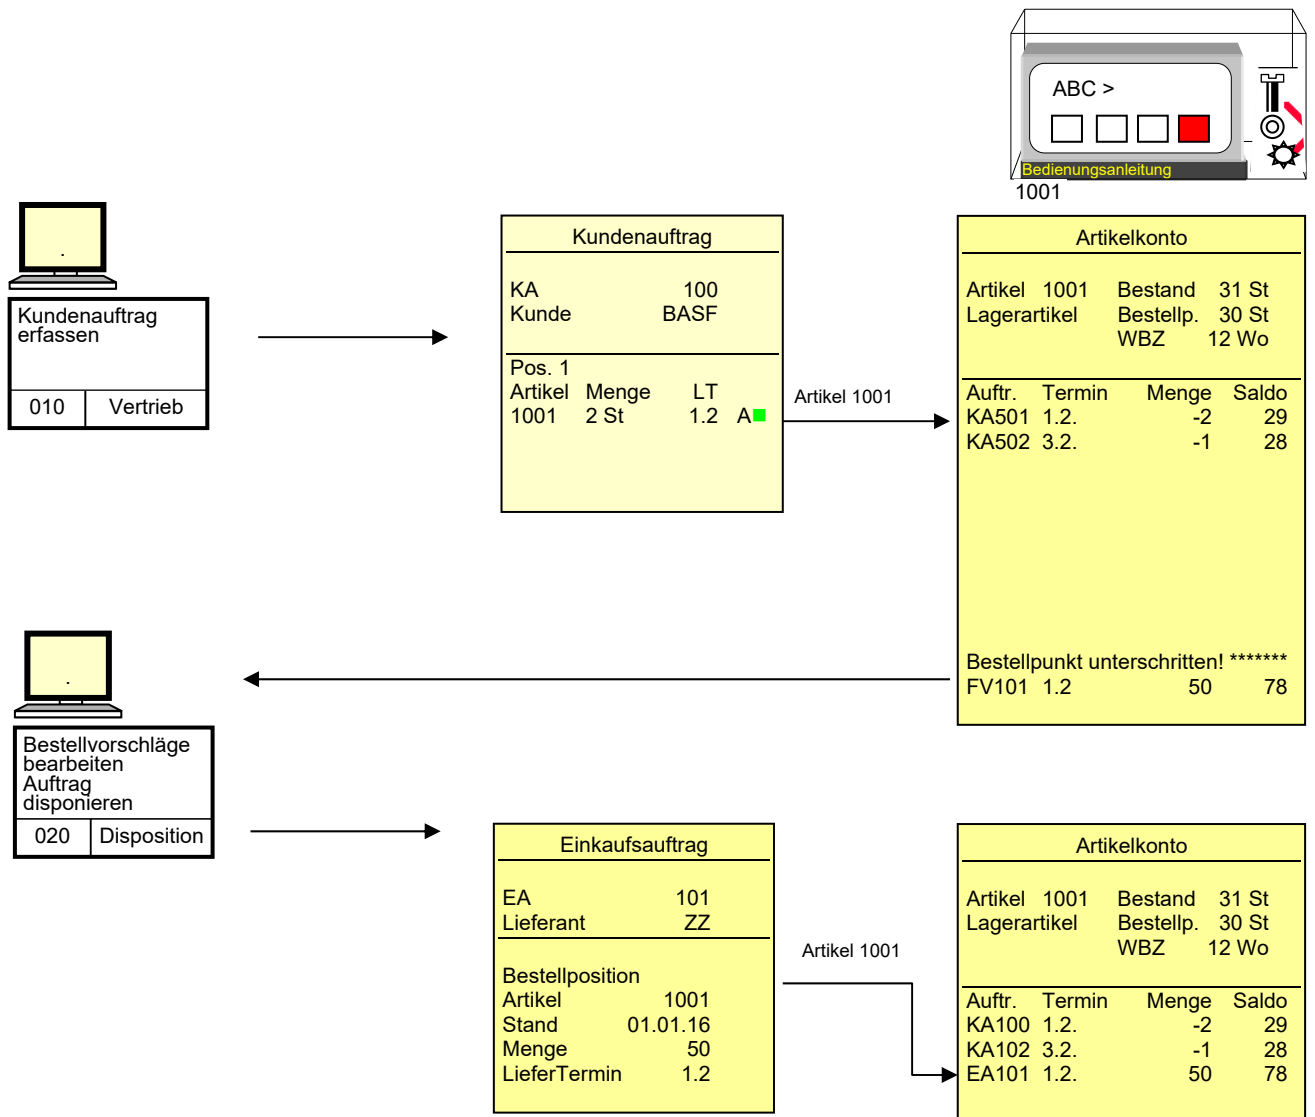 ABC >
Bedienungsanleitung
1001
Kundenauftrag
erfassen
010 Vertrieb
Kundenauftrag
KA 100
Kunde BASF
Pos. 1
Artikel Menge LT
1001 2 St 1.2 A
Artikel 1001
Artikelkonto
Artikel 1001 Bestand 31 St
Lagerartikel Bestellp. 30 St
WBZ 12 Wo
Auftr. Termin Menge Saldo
KA501 1.2. -2 29
KA502 3.2. -1 28
Bestellpunkt unterschritten! *******
FV101 1.2 50 78
Bestellvorschläge
bearbeiten
Auftrag
disponieren
020 Disposition
Einkaufsauftrag
EA 101
Lieferant ZZ
Bestellposition
Artikel 1001
Stand 01.01.16
Menge 50
LieferTermin 1.2
Artikel 1001
Artikelkonto
Artikel 1001 Bestand 31 St
Lagerartikel Bestellp. 30 St
WBZ 12 Wo
Auftr. Termin Menge Saldo
KA100 1.2. -2 29
KA102 3.2. -1 28
EA101 1.2. 50 78